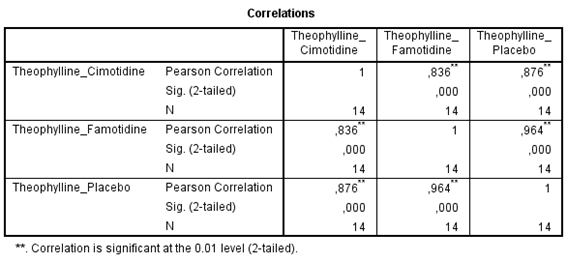 Correlations
Theophylline_ Theophylline_ Theophylline_
Cimotidine Famotidine Placebo
Theophylline_Cimotidine Pearson Correlation 1 ,836** ,876**
Sig. (2-tailed) ,000 ,000
N 14 14 14
Theophylline_Famotidine Pearson Correlation ,836** 1 ,964**
Sig. (2-tailed) ,000 ,000
N 14 14 14
Theophylline_Placebo Pearson Correlation ,876** ,964** 1
Sig. (2-tailed) ,000 ,000
N 14 14 14
**. Correlation is significant at the 0.01 level (2-tailed).